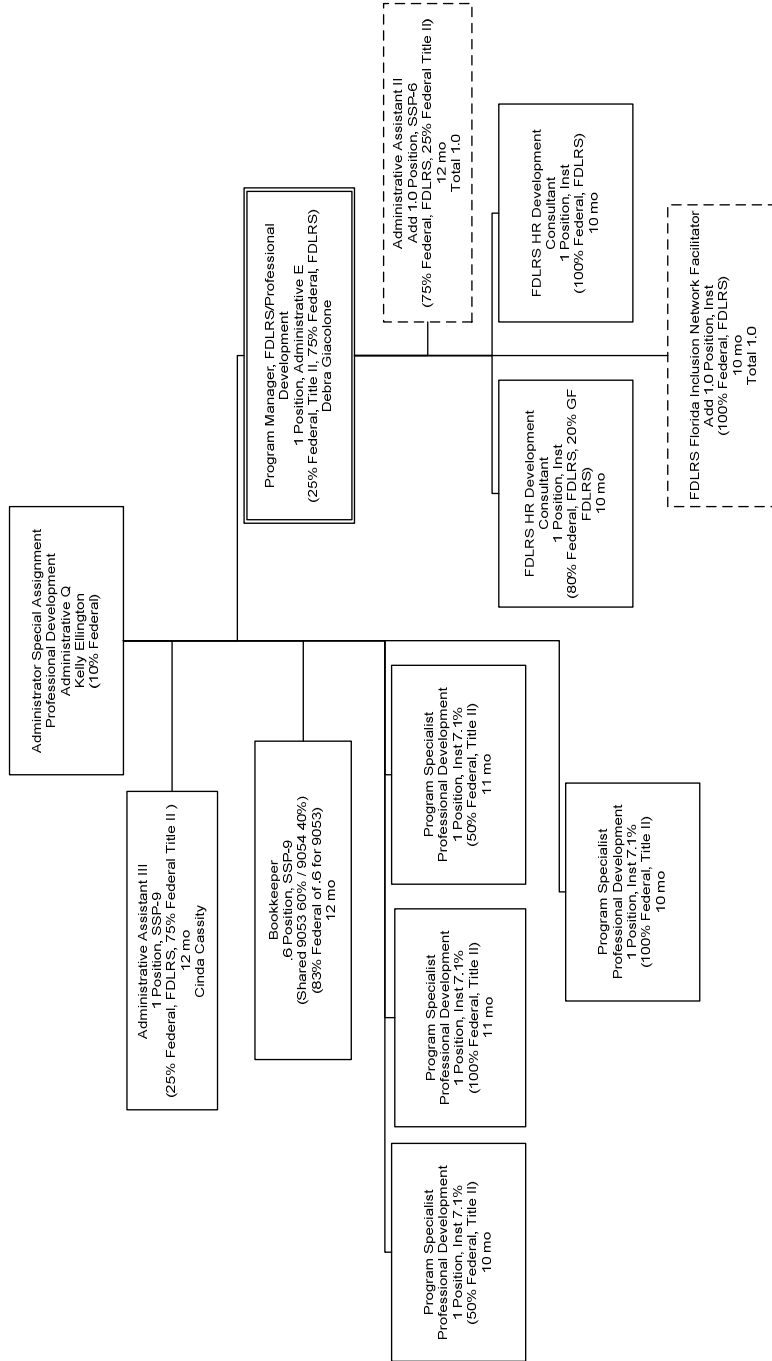 Administrator Special Assignment
Professional Development
Administrative Q
Kelly Ellington
(10% Federal)
Administrative Assistant III
1 Position, SSP-9
(25% Federal, FDLRS, 75% Federal Title II )
12 mo
Cinda Cassity
Program Manager, FDLRS/Professional
Development
1 Position, Administrative E
(25% Federal, Title II, 75% Federal, FDLRS)
Debra Giacolone
Bookkeeper
.6 Position, SSP-9
(Shared 9053 60% / 9054 40%)
(83% Federal of .6 for 9053)
12 mo
Administrative Assistant II
Add 1.0 Position, SSP-6
(75% Federal, FDLRS, 25% Federal Title II)
12 mo
Total 1.0
Program Specialist
Professional Development
1 Position, Inst 7.1%
(50% Federal, Title II)
10 mo
Program Specialist
Professional Development
1 Position, Inst 7.1%
(100% Federal, Title II)
11 mo
Program Specialist
Professional Development
1 Position, Inst 7.1%
(50% Federal, Title II)
11 mo
FDLRS HR Development
Consultant
1 Position, Inst
(80% Federal, FDLRS, 20% GF
FDLRS)
10 mo
FDLRS HR Development
Consultant
1 Position, Inst
(100% Federal, FDLRS)
10 mo
Program Specialist
Professional Development
1 Position, Inst 7.1%
(100% Federal, Title II)
10 mo
FDLRS Florida Inclusion Network Facilitator
Add 1.0 Position, Inst
(100% Federal, FDLRS)
10 mo
Total 1.0